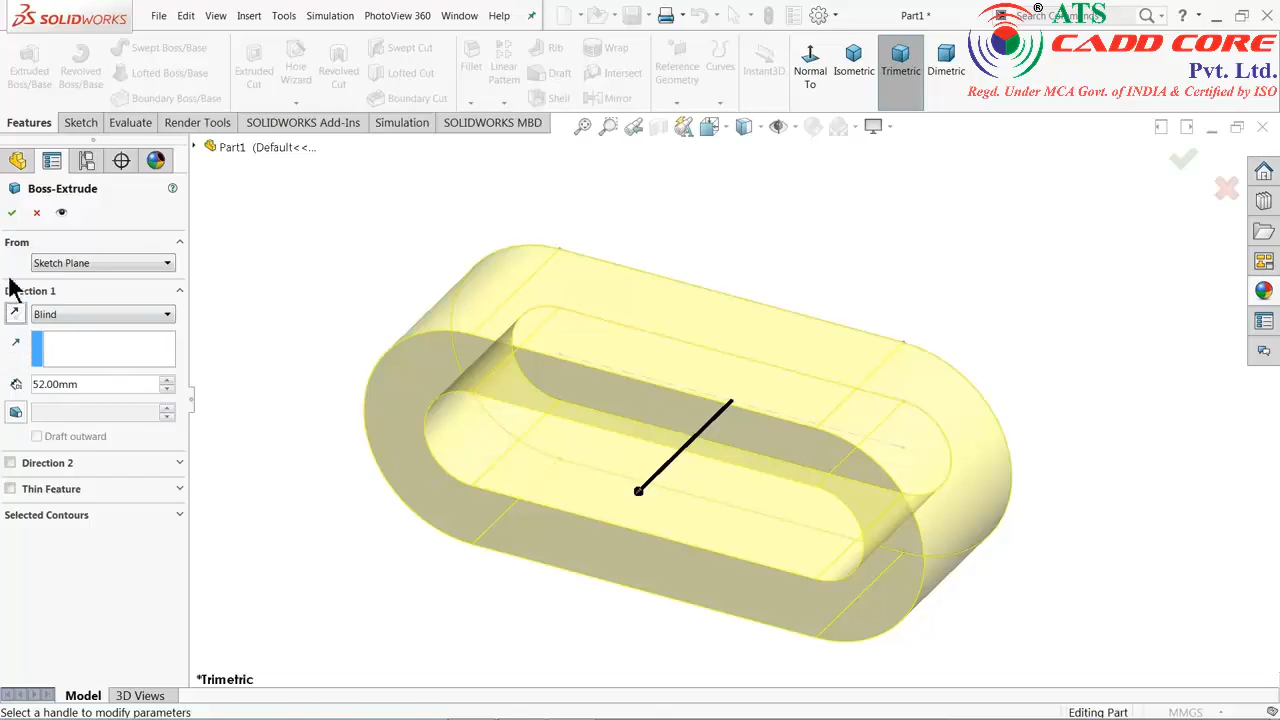 SOLIDWORKS File Edit View Insert Tools Simulation PhotoView 360 Window Help Part1 * Search Commands ?
ATS
®
CADD CORE
Pvt. Ltd.
Regd. Under MCA Govt. of INDIA & Certified by ISO
Extruded Boss/Base
Revolved Boss/Base
Swept Boss/Base
Lofted Boss/Base
Boundary Boss/Base
Extruded Cut
Hole Wizard
Revolved Cut
Swept Cut
Lofted Cut
Boundary Cut
Fillet
Linear Pattern
Rib
Draft
Shell
Wrap
Intersect
Mirror
Reference Geometry
Curves
Instant3D
Normal To
Isometric
Trimetric
Dimetric
Features Sketch Evaluate Render Tools SOLIDWORKS Add-Ins Simulation SOLIDWORKS MBD
Part1 (Default<<...
Boss-Extrude
From
Sketch Plane
ection 1
Blind
52.00mm
Draft outward
Direction 2
Thin Feature
Selected Contours
*Trimetric
Model 3D Views
Select a handle to modify parameters Editing Part MMGS